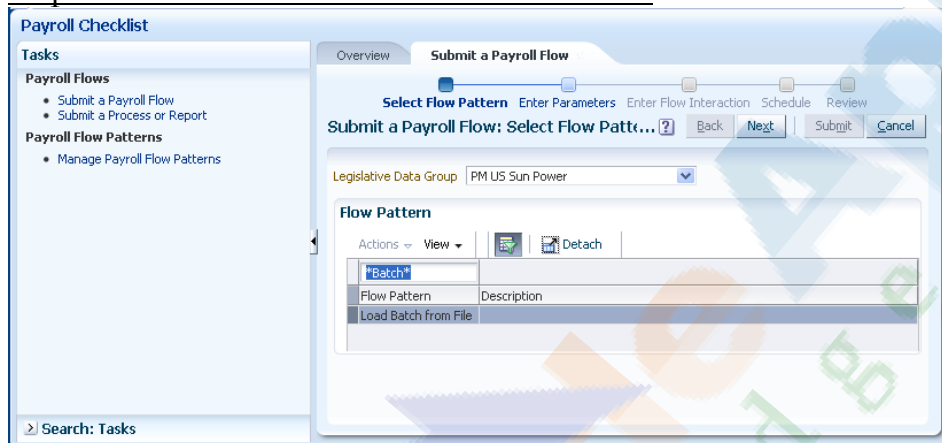 Payroll Checklist
Tasks
Payroll Flows
Submit a Payroll Flow
Submit a Process or Report
Payroll Flow Patterns
Manage Payroll Flow Patterns
Search: Tasks
Overview Submit a Payroll Flow
Select Flow Pattern Enter Parameters Enter Flow Interaction Schedule Review
Submit a Payroll Flow: Select Flow Patte... ? Back Next Submit Cancel
Legislative Data Group PM US Sun Power
Flow Pattern
Actions View Detach
*Batch*
Flow Pattern Description
Load Batch from File